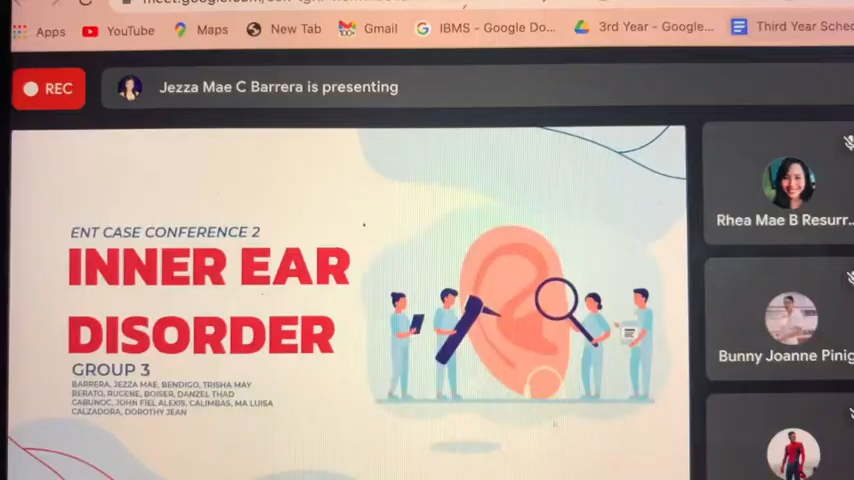 Apps YouTube Maps New Tab Gmail IBMS - Google Do... 3rd Year - Google... Third Year Sche
REC
Jezza Mae C Barrera is presenting
Rhea Mae B Resurr...
Bunny Joanne Pinig
ENT CASE CONFERENCE 2
INNER EAR
DISORDER
GROUP 3
BARRERA, JEZZA MAE, BENDIGO, TRISHA MAY
BERATO, RUGENE, BOISER, DANZEL THAD
CABUNOC, JOHN FIEL ALEXIS, CALIMBAS, MA LUISA
CALZADORA, DOROTHY JEAN